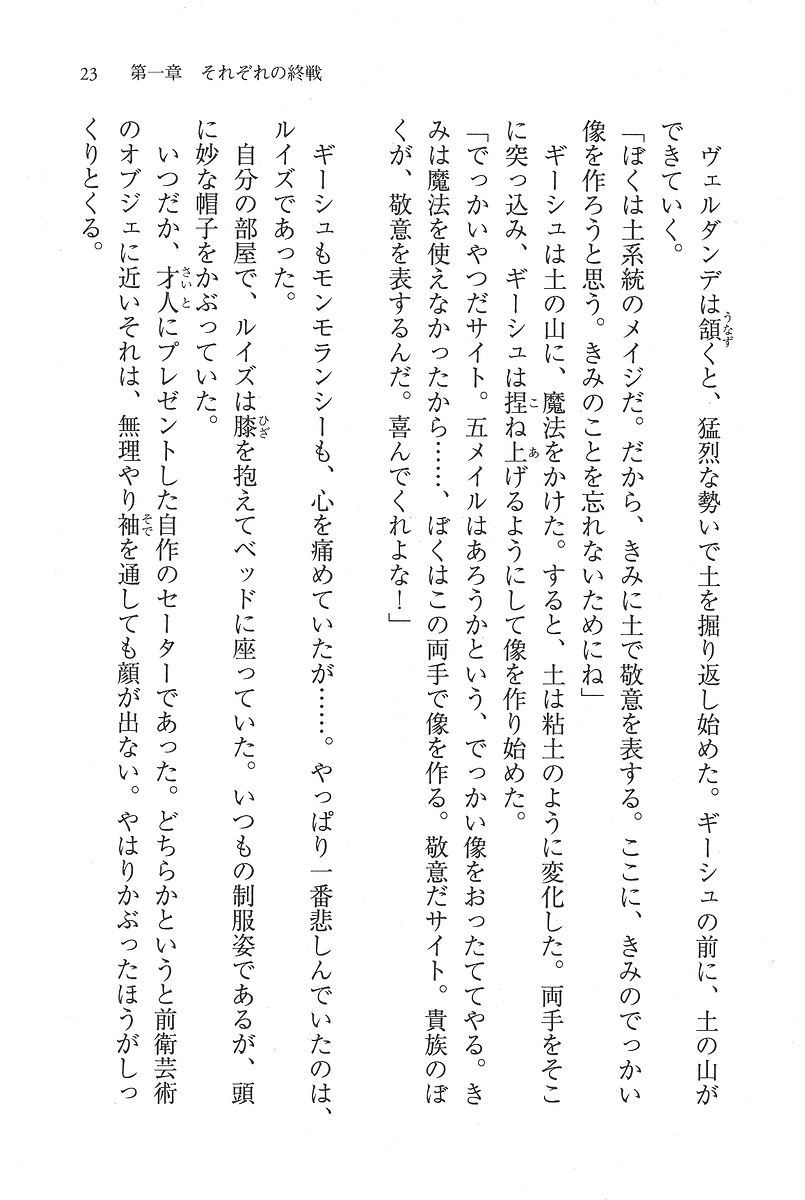 23　第一章　それぞれの終戦
　ヴェルダンデは頷くと、猛烈な勢いで土を掘り返し始めた。ギーシュの前に、土の山が
できていく。
「ぼくは土系統のメイジだ。だから、きみに土で敬意を表する。ここに、きみのでっかい
像を作ろうと思う。きみのことを忘れないためにね」
　ギーシュは土の山に、魔法をかけた。すると、土は粘土のように変化した。両手をそこ
に突っ込み、ギーシュは捏ね上げるようにして像を作り始めた。
「でっかいやつだサイト。五メイルはあろうかという、でっかい像をおったててやる。き
みは魔法を使えなかったから……、ぼくはこの両手で像を作る。敬意だサイト。貴族のぼ
くが、敬意を表するんだ。喜んでくれよな！」
　ギーシュもモンモランシーも、心を痛めていたが……。やっぱり一番悲しんでいたのは、
ルイズであった。
　自分の部屋で、ルイズは膝を抱えてベッドに座っていた。いつもの制服姿であるが、頭
に妙な帽子をかぶっていた。
　いつだか、才人にプレゼントした自作のセーターであった。どちらかというと前衛芸術
のオブジェに近いそれは、無理やり袖を通しても顔が出ない。やはりかぶったほうがしっ
くりとくる。